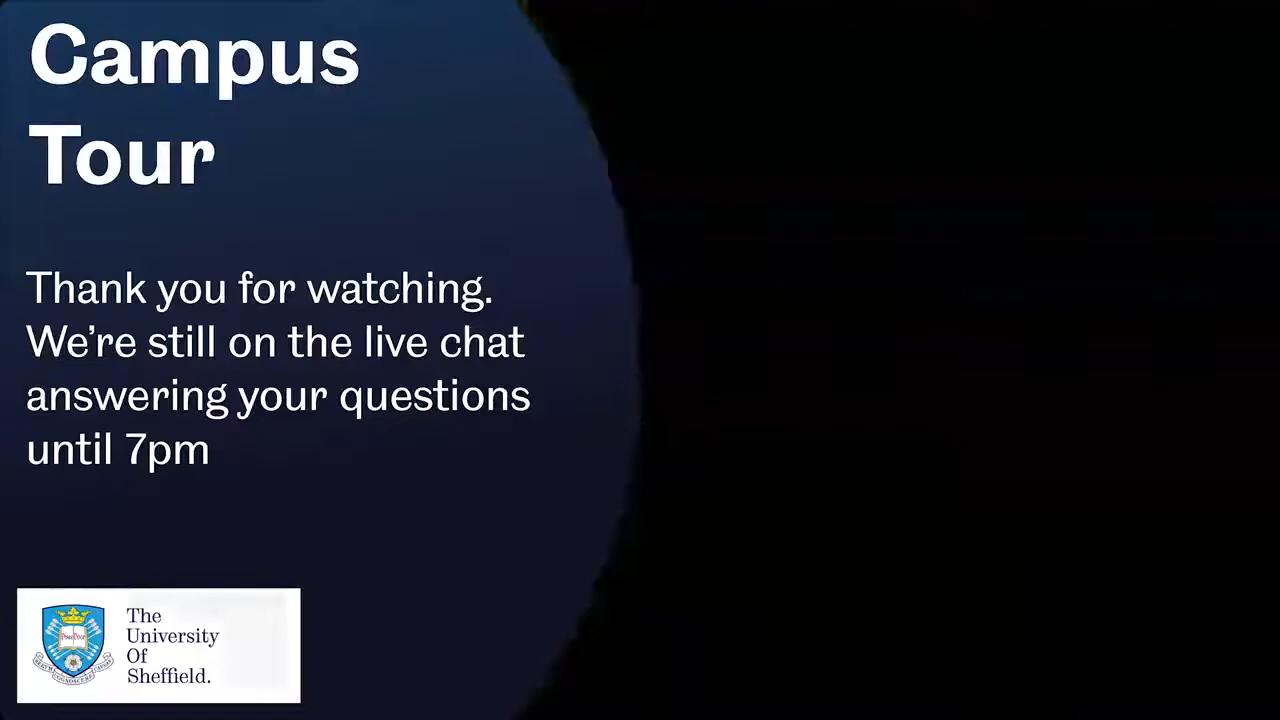 Campus
Tour
Thank you for watching.
We're still on the live chat
answering your questions
until 7pm
The
University
Of
Sheffield.